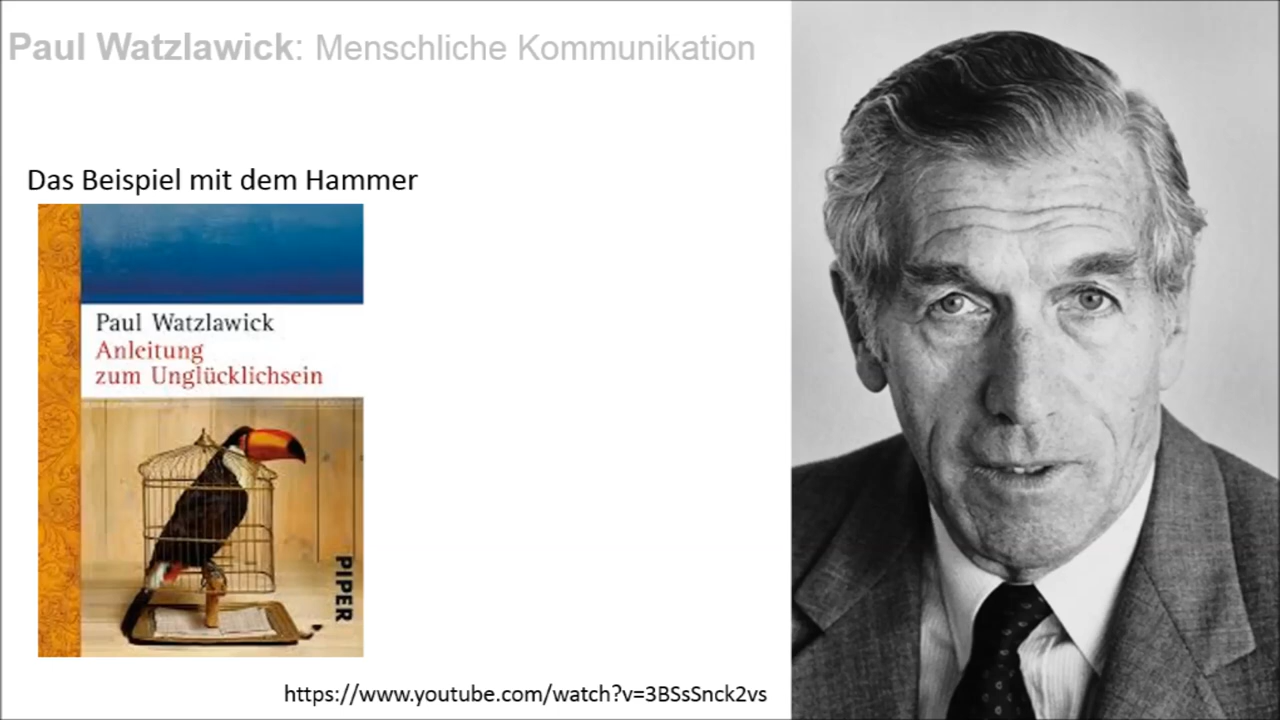 Paul Watzlawick: Menschliche Kommunikation
Das Beispiel mit dem Hammer
Paul Watzlawick
Anleitung
zum Unglücklichsein
PIPER
https://www.youtube.com/watch?v=3BSsSnck2vs